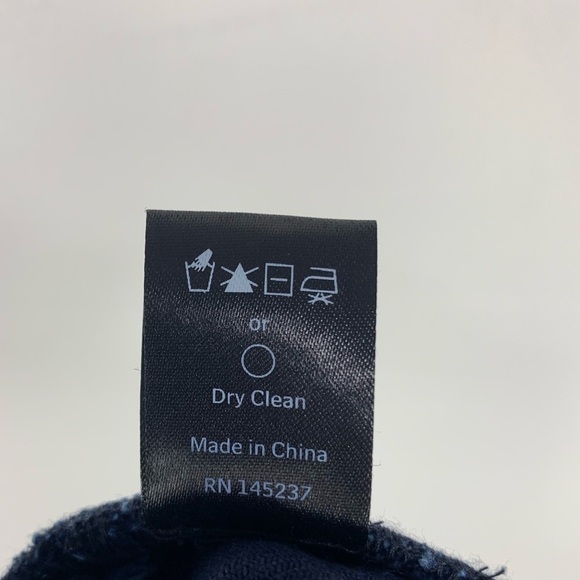 or
Dry Clean
Made in China
RN 145237